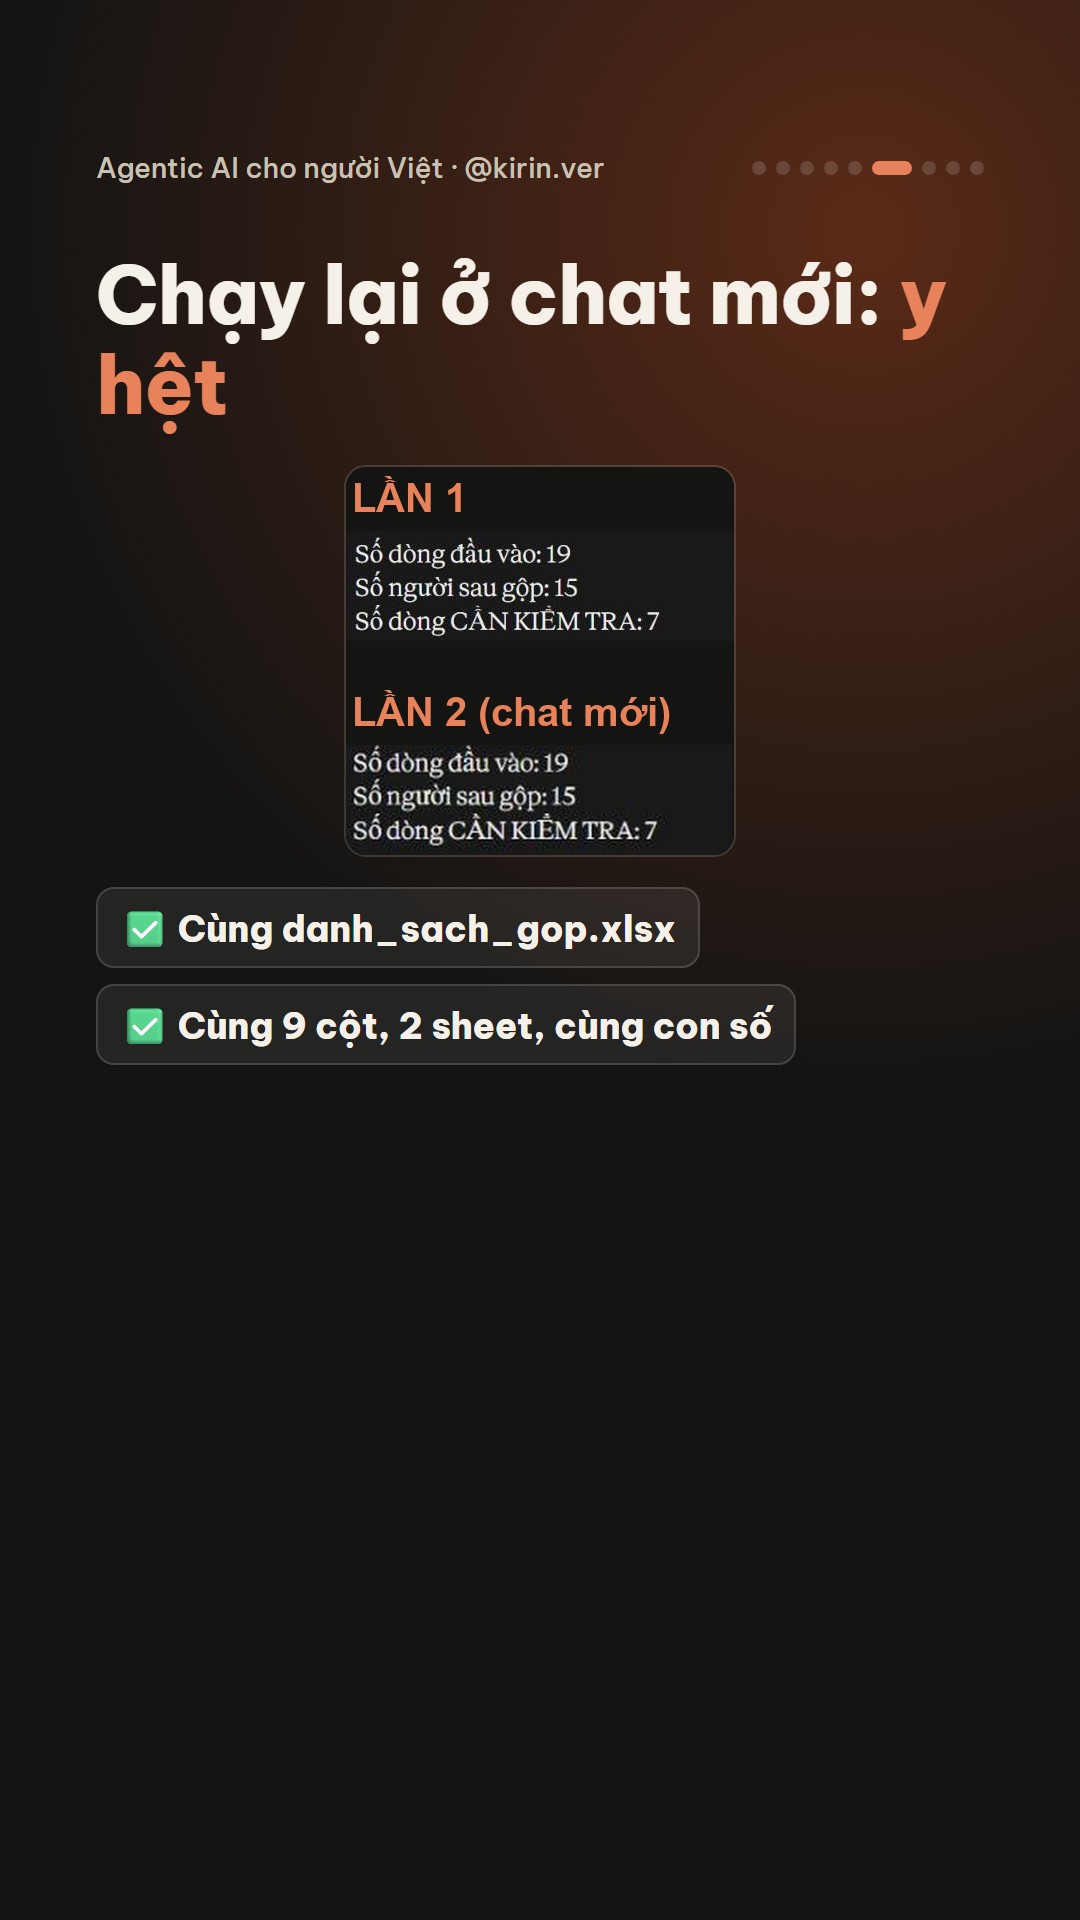 Agentic AI cho người Việt · @kirin.ver
Chạy lại ở chat mới: y
hệt
LẦN 1
Số dòng đầu vào: 19
Số người sau gộp: 15
Số dòng CẦN KIỂM TRA: 7
LẦN 2 (chat mới)
Số dòng đầu vào: 19
Số người sau gộp: 15
Số dòng CẦN KIỂM TRA: 7
✅ Cùng danh_sach_gop.xlsx
✅ Cùng 9 cột, 2 sheet, cùng con số